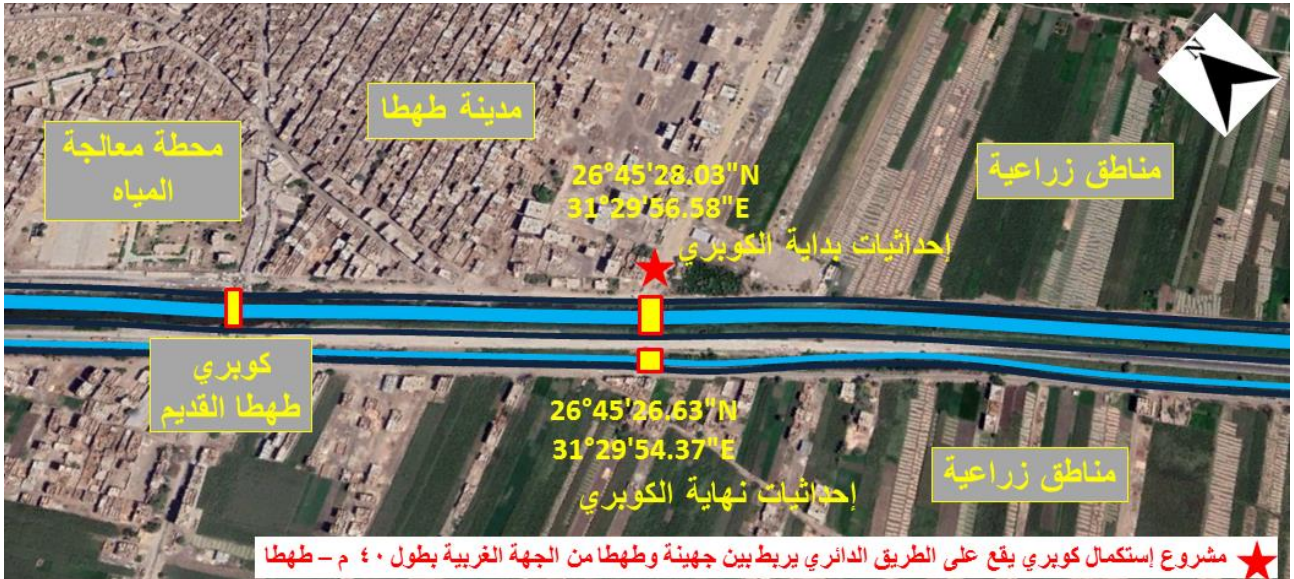 N
مدينة طهطا
محطة معالجة
المياه
مناطق زراعية
26°45'28.03"N
31°29'56.58"E
إحداثيات بداية الكوبري
كوبري
طهطا القديم
26°45'26.63"N
31°29'54.37"E
إحداثيات نهاية الكوبري
مناطق زراعية
مشروع إستكمال كوبري يقع على الطريق الدائري يربط بين جهينة وطهطا من الجهة الغربية بطول ٤٠ م – طهطا